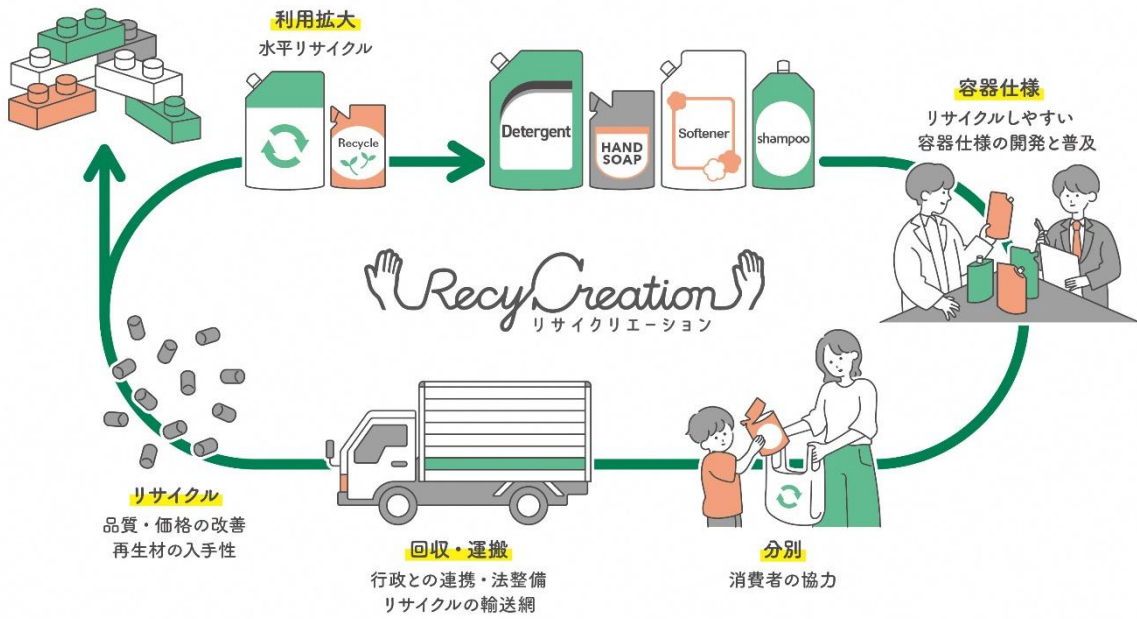 利用拡大
水平リサイクル
Recycle
Detergent
HAND
SOAP
Softener
shampoo
容器仕様
リサイクルしやすい
容器仕様の開発と普及
RecyCreation
リサイクリエーション
リサイクル
品質・価格の改善
再生材の入手性
回収・運搬
行政との連携・法整備
リサイクルの輸送網
分別
消費者の協力